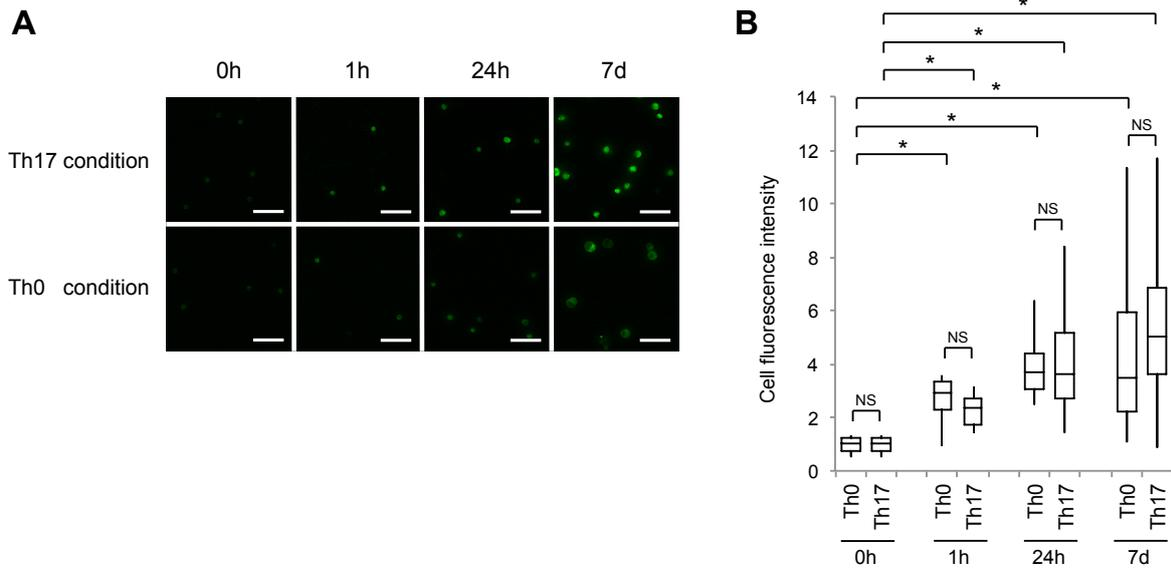 A
0h 1h 24h 7d
Th17 condition
Th0 condition
B
*
*
*
*
*
*
NS
NS
NS
NS
Cell fluorescence intensity
14
12
10
8
6
4
2
0
Th0 Th17 Th0 Th17 Th0 Th17 Th0 Th17
0h 1h 24h 7d